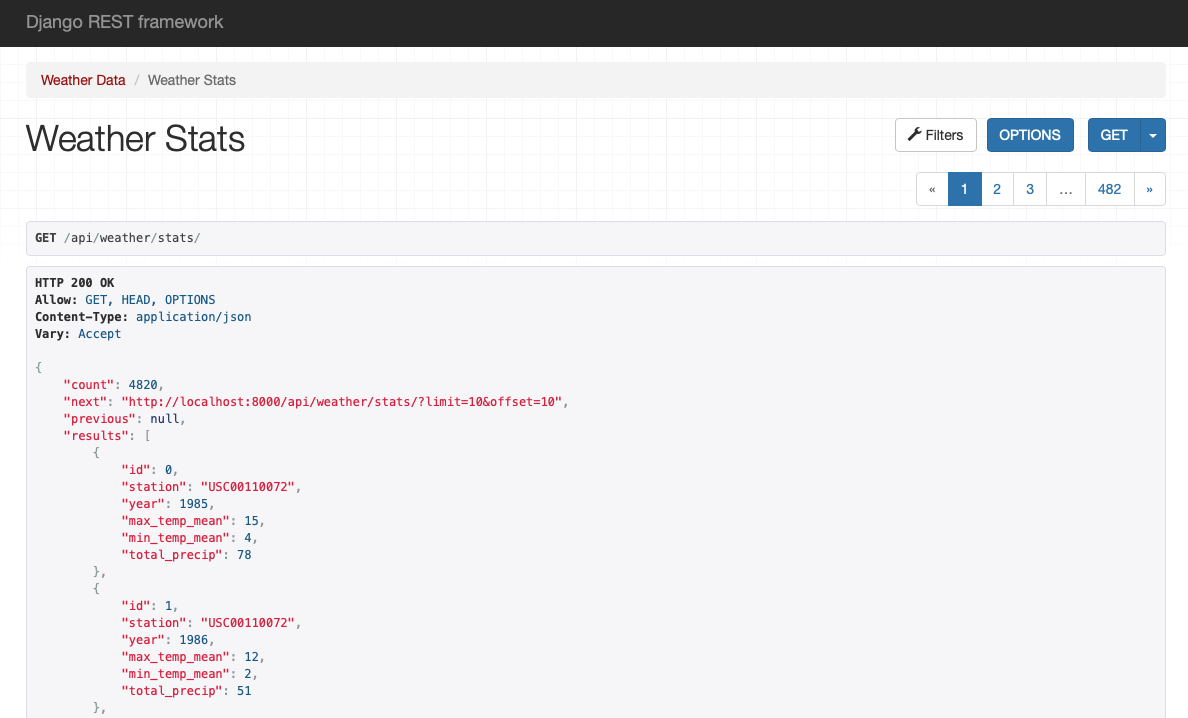 Django REST framework
Weather Data / Weather Stats
Weather Stats
Filters
OPTIONS
GET
« 1 2 3 … 482 »
GET /api/weather/stats/
HTTP 200 OK
Allow: GET, HEAD, OPTIONS
Content-Type: application/json
Vary: Accept
{
    "count": 4820,
    "next": "http://localhost:8000/api/weather/stats/?limit=10&offset=10",
    "previous": null,
    "results": [
        {
            "id": 0,
            "station": "USC00110072",
            "year": 1985,
            "max_temp_mean": 15,
            "min_temp_mean": 4,
            "total_precip": 78
        },
        {
            "id": 1,
            "station": "USC00110072",
            "year": 1986,
            "max_temp_mean": 12,
            "min_temp_mean": 2,
            "total_precip": 51
        },